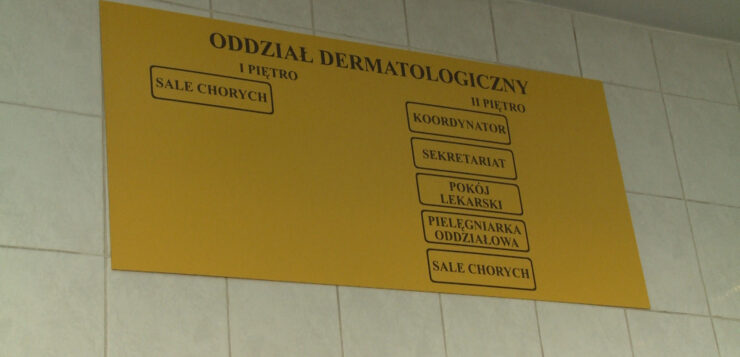 ODDZIAŁ DERMATOLOGICZNY
I PIĘTRO
SALE CHORYCH
II PIĘTRO
KOORDYNATOR
SEKRETARIAT
POKÓJ
LEKARSKI
PIELĘGNIARKA
ODDZIAŁOWA
SALE CHORYCH